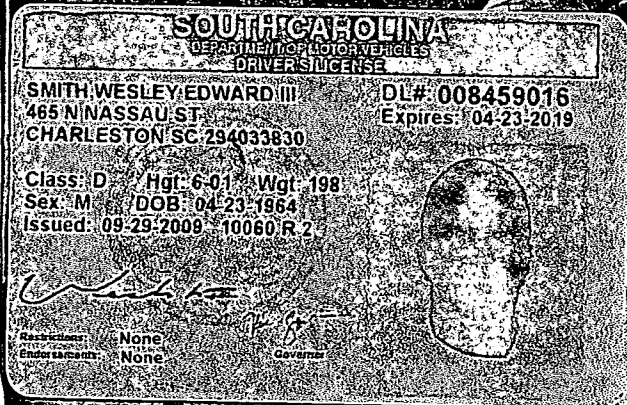 SOUTH CAROLINA
DEPARTMENT OF MOTOR VEHICLES
DRIVER'S LICENSE
SMITH WESLEY EDWARD III
465 N NASSAU ST
CHARLESTON SC 294033830
DL#: 008459016
Expires: 04-23-2019
Class: D Hgt: 6-01 Wgt: 198
Sex: M DOB: 04-23-1964
Issued: 09-29-2009 10060 R 2
Restrictions: None
Endorsements: None
Governor